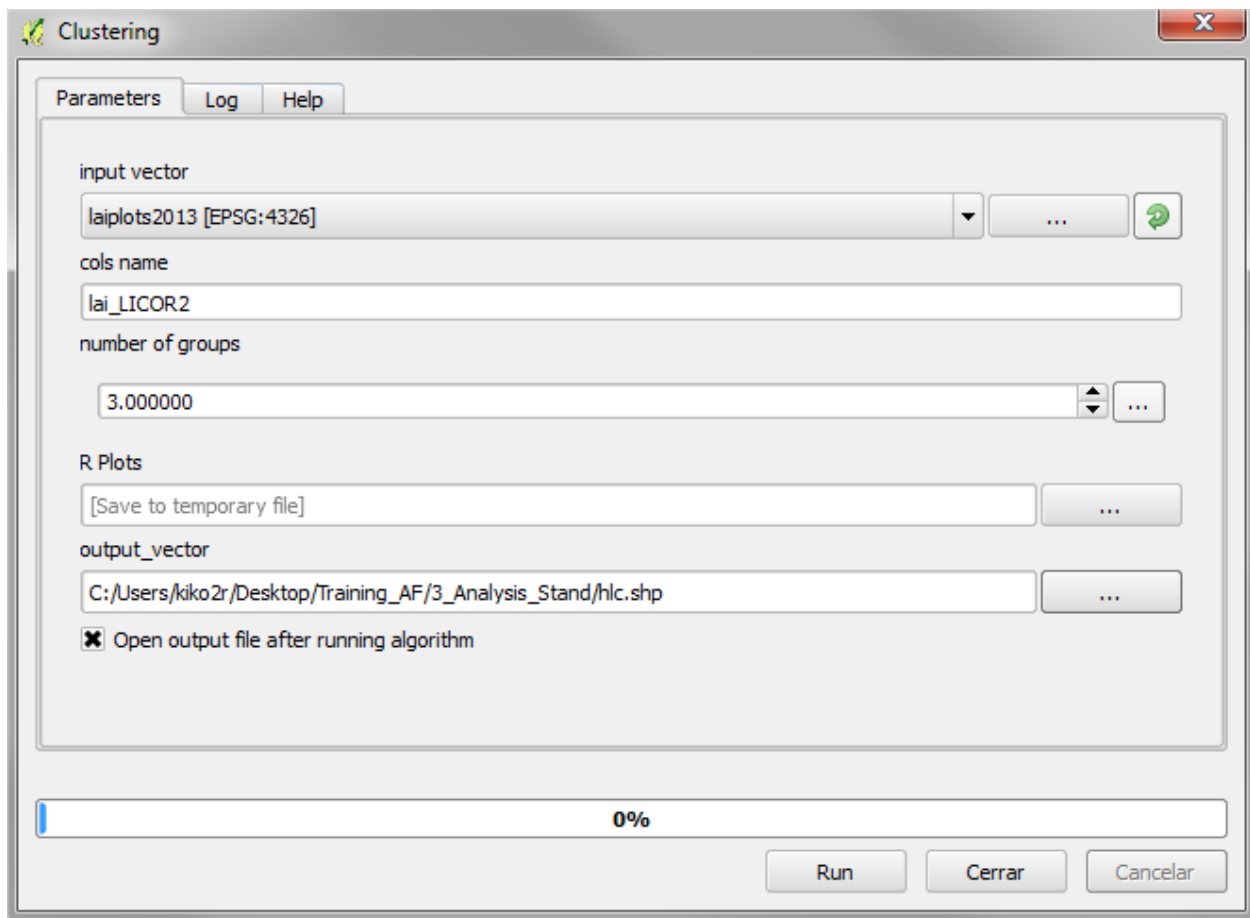 Clustering
Parameters Log Help
input vector
laiplots2013 [EPSG:4326] ...
cols name
lai_LICOR2
number of groups
3.000000 ...
R Plots
[Save to temporary file] ...
output_vector
C:/Users/kiko2r/Desktop/Training_AF/3_Analysis_Stand/hlc.shp ...
Open output file after running algorithm
0%
Run Cerrar Cancelar